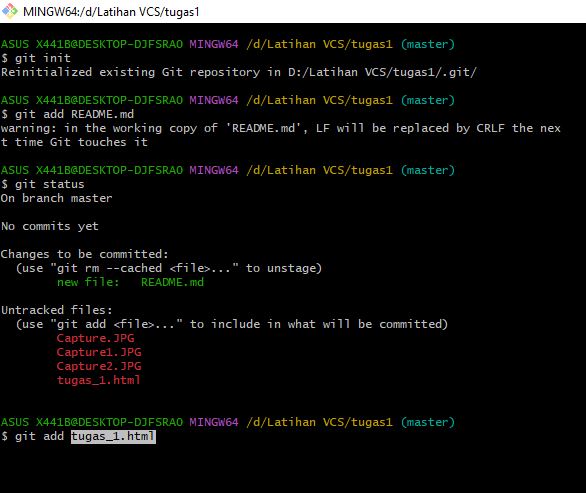 MINGW64:/d/Latihan VCS/tugas1
ASUS X441B@DESKTOP-DJFSRAO MINGW64 /d/Latihan VCS/tugas1 (master)
$ git init
Reinitialized existing Git repository in D:/Latihan VCS/tugas1/.git/
ASUS X441B@DESKTOP-DJFSRAO MINGW64 /d/Latihan VCS/tugas1 (master)
$ git add README.md
warning: in the working copy of 'README.md', LF will be replaced by CRLF the nex
t time Git touches it
ASUS X441B@DESKTOP-DJFSRAO MINGW64 /d/Latihan VCS/tugas1 (master)
$ git status
On branch master
No commits yet
Changes to be committed:
  (use "git rm --cached <file>..." to unstage)
        new file:   README.md
Untracked files:
  (use "git add <file>..." to include in what will be committed)
        Capture.JPG
        Capture1.JPG
        Capture2.JPG
        tugas_1.html
ASUS X441B@DESKTOP-DJFSRAO MINGW64 /d/Latihan VCS/tugas1 (master)
$ git add tugas_1.html